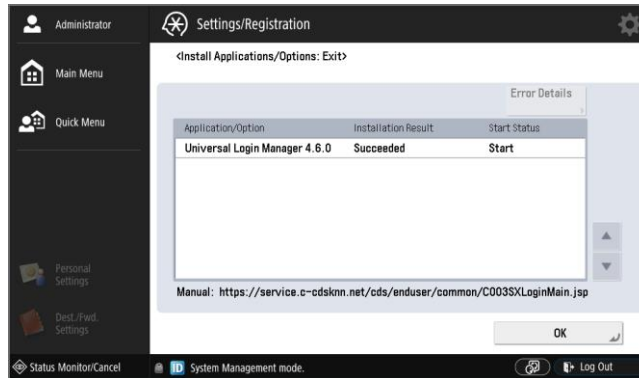 Administrator
Settings/Registration
<Install Applications/Options: Exit>
Main Menu
Error Details
Quick Menu
Application/Option Installation Result Start Status
Universal Login Manager 4.6.0 Succeeded Start
Personal
Settings
Manual: https://service.c-cdsknn.net/cds/enduser/common/C003SXLoginMain.jsp
Dest./Fwd.
Settings
OK
Status Monitor/Cancel
ID System Management mode.
Log Out